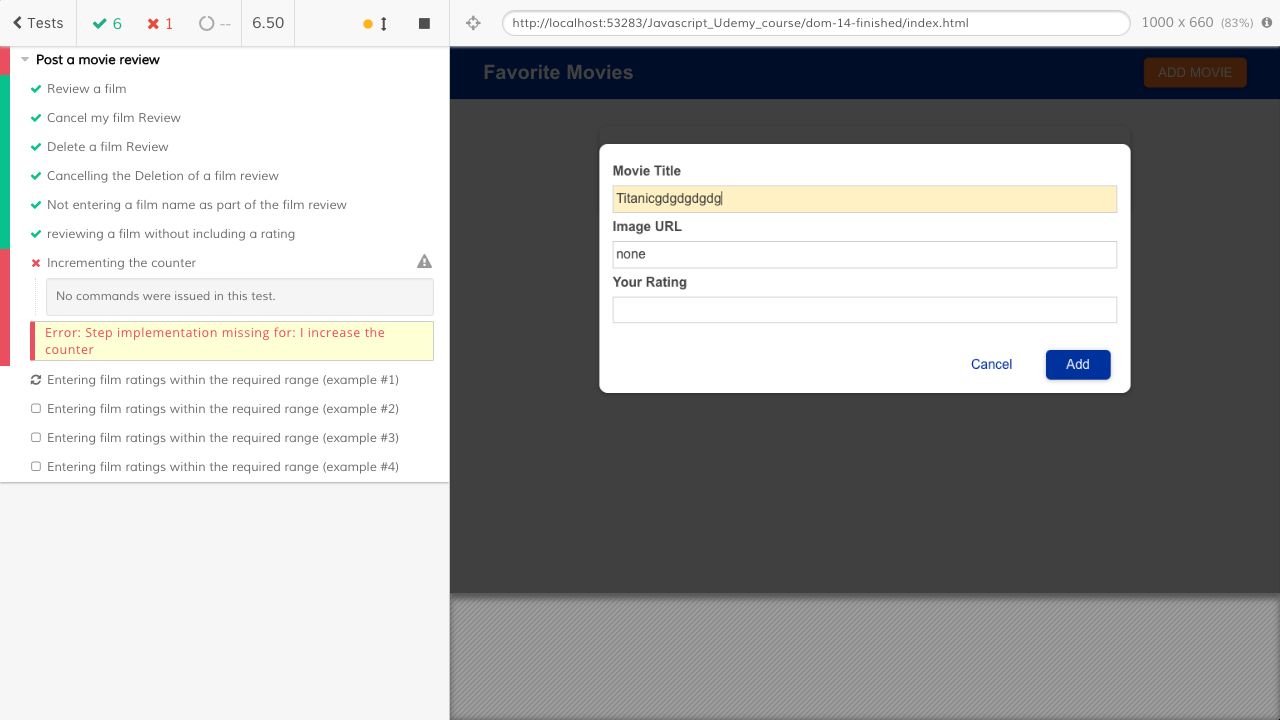 Tests
6
1
--
6.50
http://localhost:53283/Javascript_Udemy_course/dom-14-finished/index.html
1000 x 660 (83%)
Post a movie review
Review a film
Cancel my film Review
Delete a film Review
Cancelling the Deletion of a film review
Not entering a film name as part of the film review
reviewing a film without including a rating
Incrementing the counter
No commands were issued in this test.
Error: Step implementation missing for: I increase the
counter
Entering film ratings within the required range (example #1)
Entering film ratings within the required range (example #2)
Entering film ratings within the required range (example #3)
Entering film ratings within the required range (example #4)
Favorite Movies
ADD MOVIE
Movie Title
Titanicgdgdgdgdg
Image URL
none
Your Rating
Cancel
Add